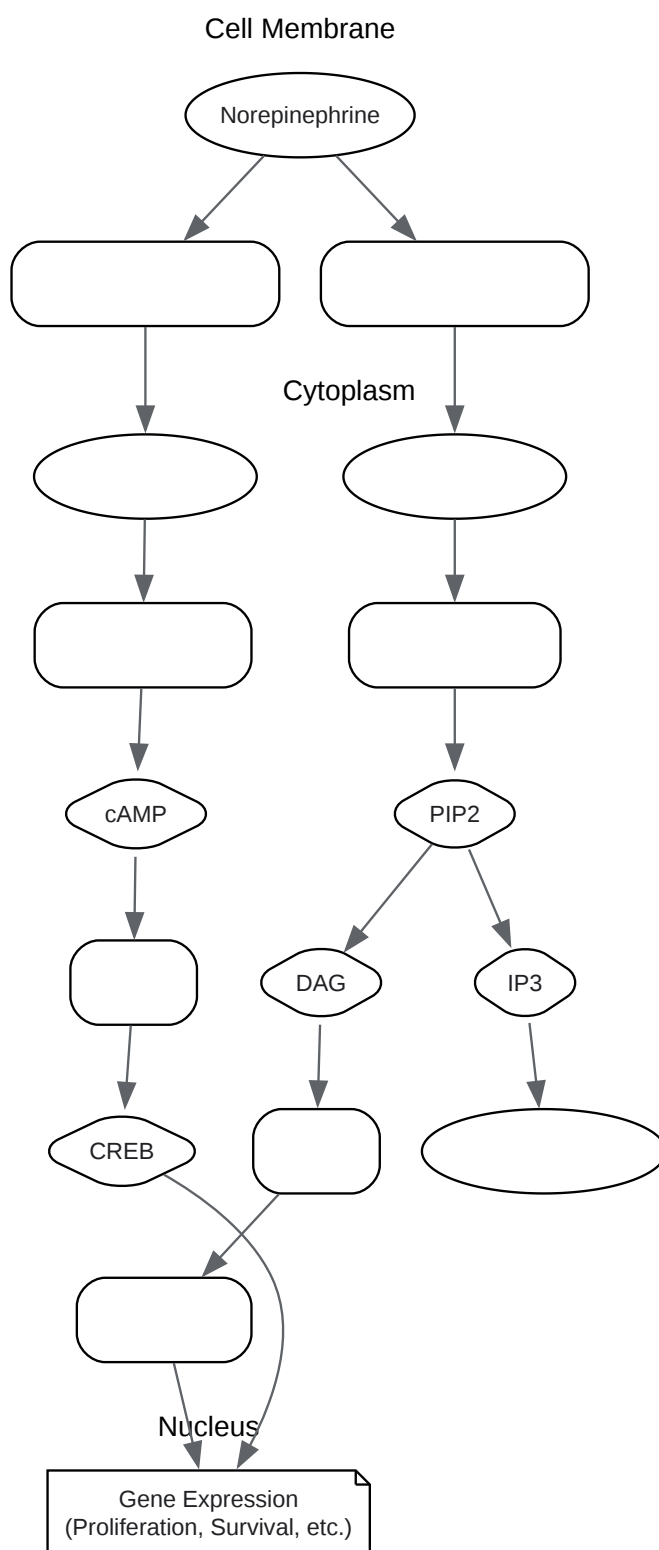 Cell Membrane
Norepinephrine
Cytoplasm
cAMP
PIP2
DAG
IP3
CREB
Nucleus
Gene Expression
(Proliferation, Survival, etc.)